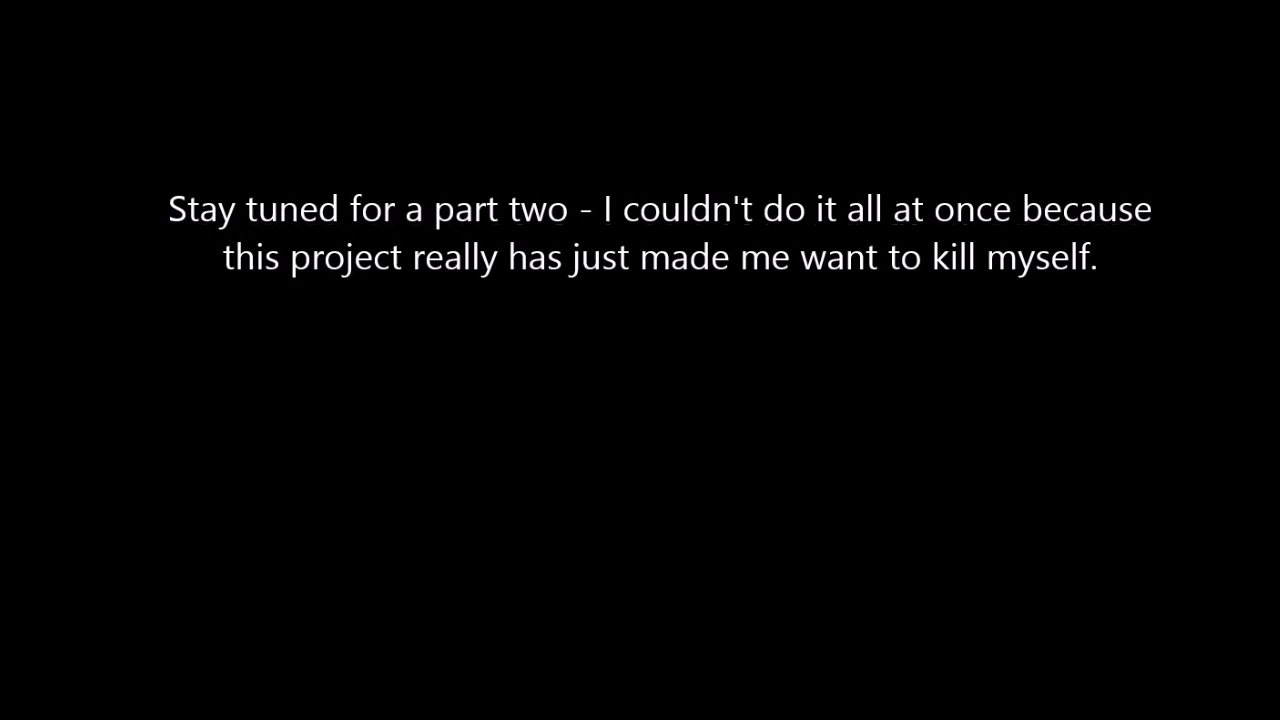 Stay tuned for a part two - I couldn't do it all at once because
this project really has just made me want to kill myself.